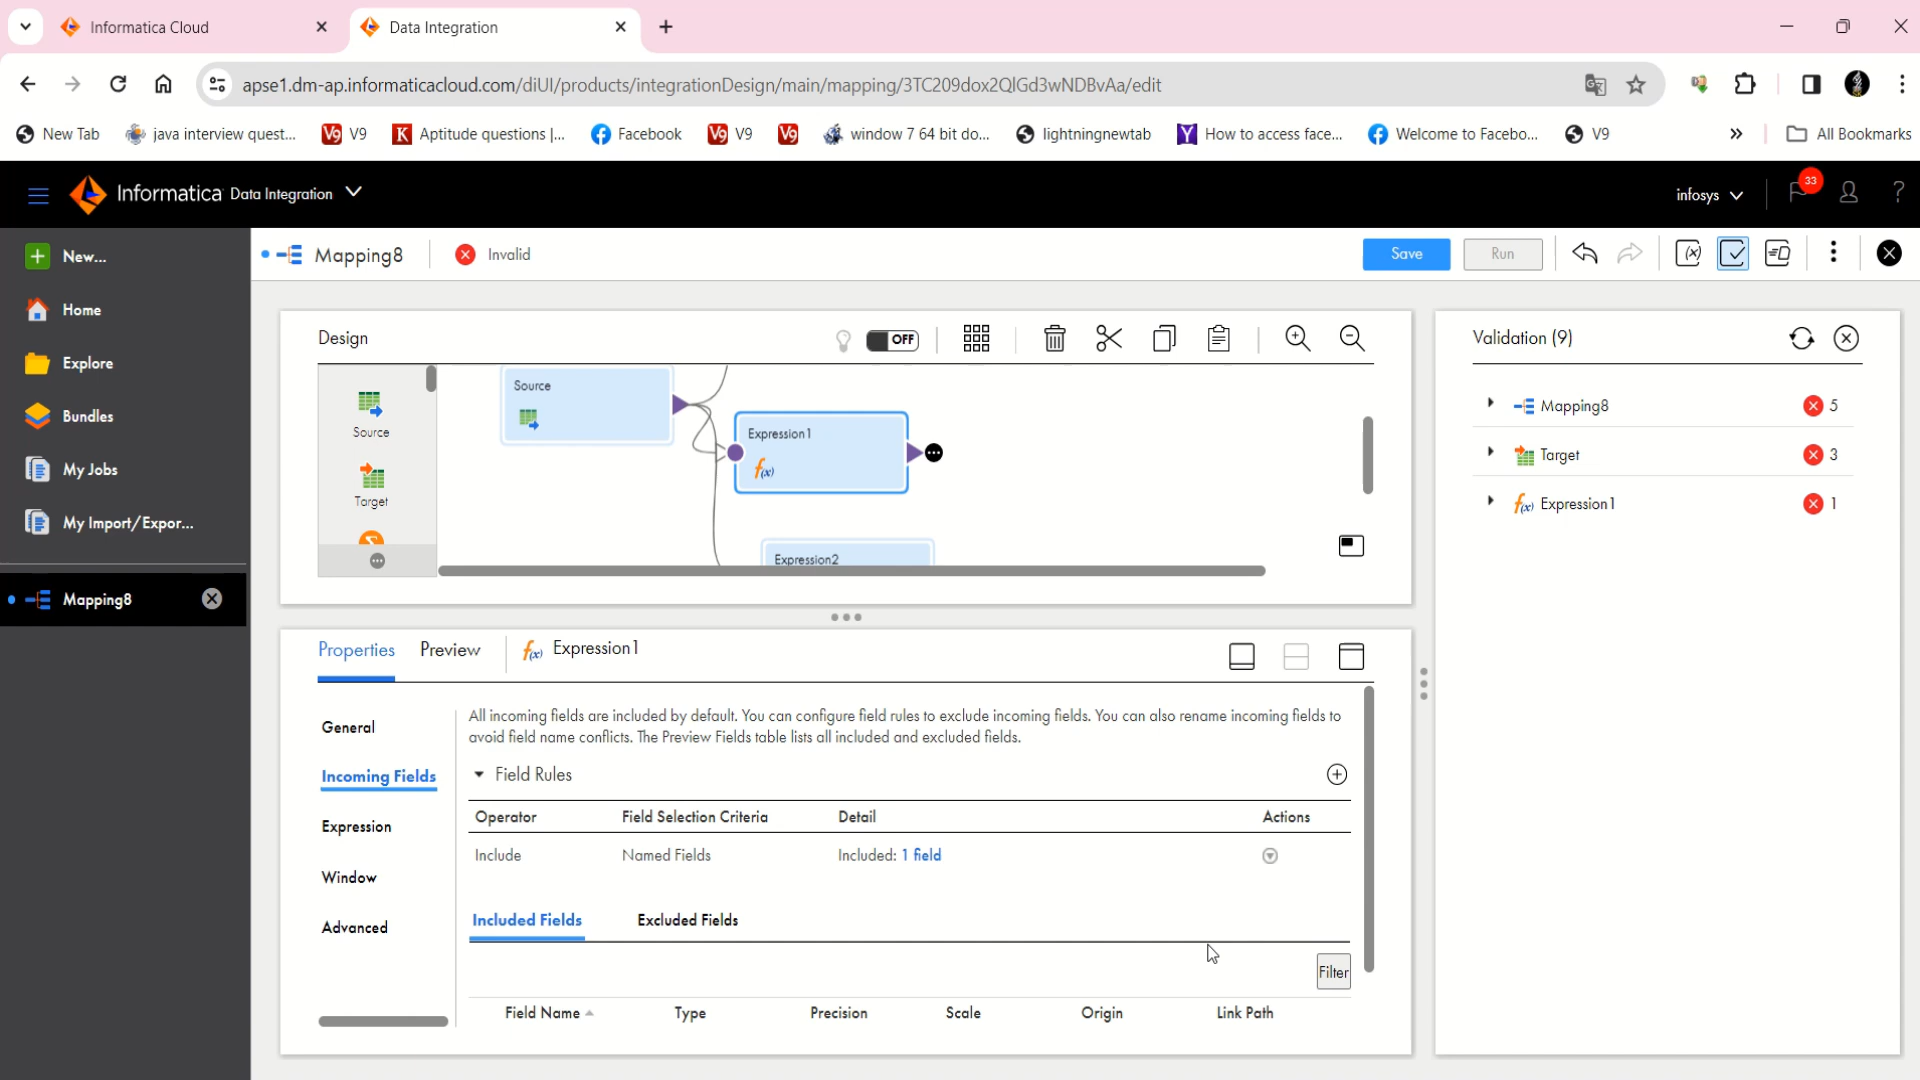 Informatica Cloud
Data Integration
apse1.dm-ap.informaticacloud.com/diUI/products/integrationDesign/main/mapping/3TC209dox2QlGd3wNDBvAa/edit
New Tab java interview quest... V9 Aptitude questions |... Facebook V9 window 7 64 bit do... lightningnewtab How to access face... Welcome to Facebo... V9 » All Bookmarks
Informatica Data Integration infosys 33 ?
New...
Home
Explore
Bundles
My Jobs
My Import/Expor...
Mapping8
Mapping8 Invalid Save Run
Design OFF
Source
Target
Source
Expression1
f(x)
Expression2
Validation (9)
Mapping8 5
Target 3
f(x) Expression1 1
Properties Preview f(x) Expression1
General
Incoming Fields
Expression
Window
Advanced
All incoming fields are included by default. You can configure field rules to exclude incoming fields. You can also rename incoming fields to
avoid field name conflicts. The Preview Fields table lists all included and excluded fields.
Field Rules
Operator Field Selection Criteria Detail Actions
Include Named Fields Included: 1 field
Included Fields Excluded Fields
Filter
Field Name Type Precision Scale Origin Link Path